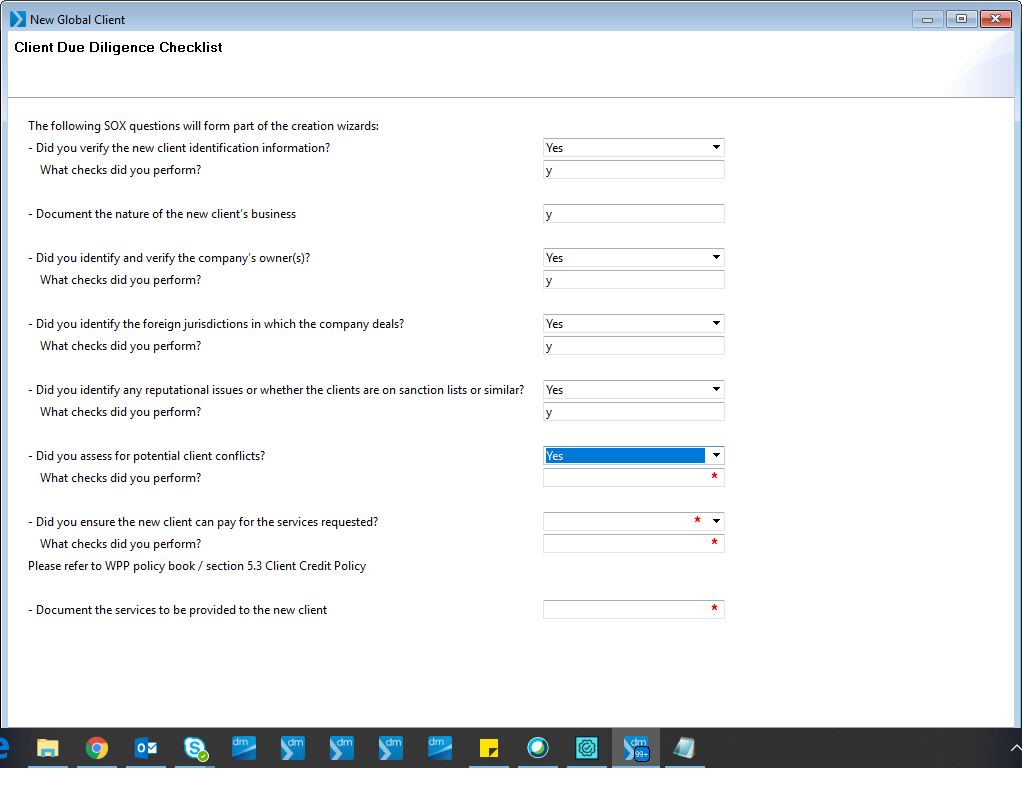 New Global Client
Client Due Diligence Checklist
The following SOX questions will form part of the creation wizards:
- Did you verify the new client identification information? Yes
What checks did you perform? y
- Document the nature of the new client's business y
- Did you identify and verify the company's owner(s)? Yes
What checks did you perform? y
- Did you identify the foreign jurisdictions in which the company deals? Yes
What checks did you perform? y
- Did you identify any reputational issues or whether the clients are on sanction lists or similar? Yes
What checks did you perform? y
- Did you assess for potential client conflicts? Yes
What checks did you perform? *
- Did you ensure the new client can pay for the services requested? *
What checks did you perform? *
Please refer to WPP policy book / section 5.3 Client Credit Policy
- Document the services to be provided to the new client *
dm dm dm dm dm dm 99+